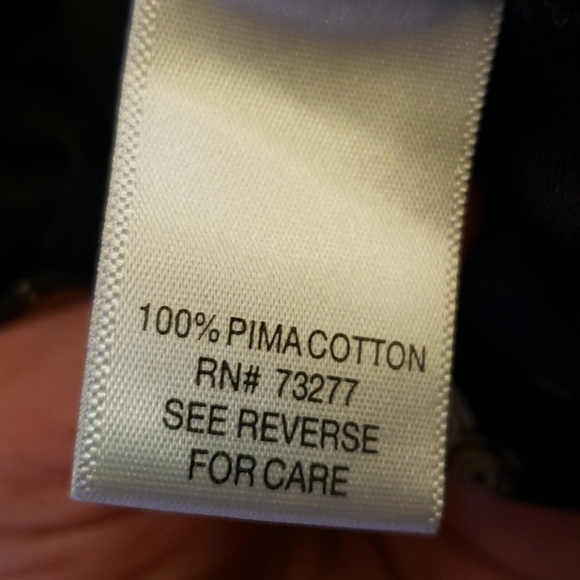 100% PIMA COTTON
RN# 73277
SEE REVERSE
FOR CARE